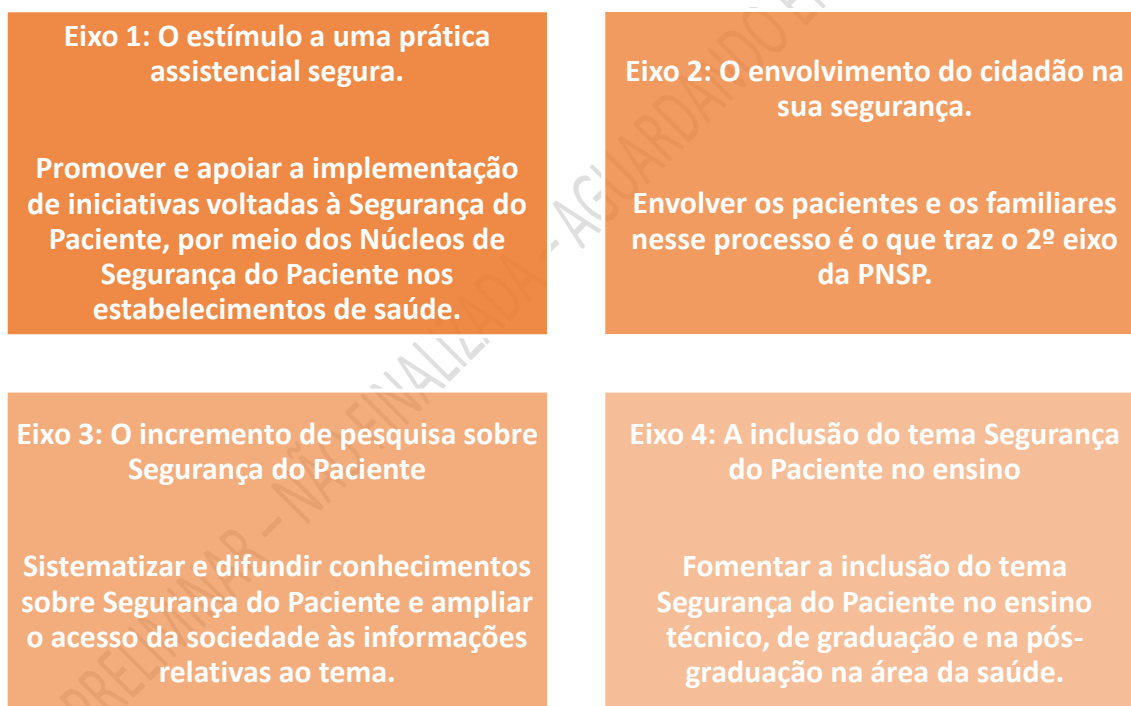 Eixo 1: O estímulo a uma prática
assistencial segura.
Promover e apoiar a implementação
de iniciativas voltadas à Segurança do
Paciente, por meio dos Núcleos de
Segurança do Paciente nos
estabelecimentos de saúde.
Eixo 2: O envolvimento do cidadão na
sua segurança.
Envolver os pacientes e os familiares
nesse processo é o que traz o 2º eixo
da PNSP.
Eixo 3: O incremento de pesquisa sobre
Segurança do Paciente
Sistematizar e difundir conhecimentos
sobre Segurança do Paciente e ampliar
o acesso da sociedade às informações
relativas ao tema.
Eixo 4: A inclusão do tema Segurança
do Paciente no ensino
Fomentar a inclusão do tema
Segurança do Paciente no ensino
técnico, de graduação e na pós-
graduação na área da saúde.
PRELIMINAR – NÃO FINALIZADA - AGUARDANDO